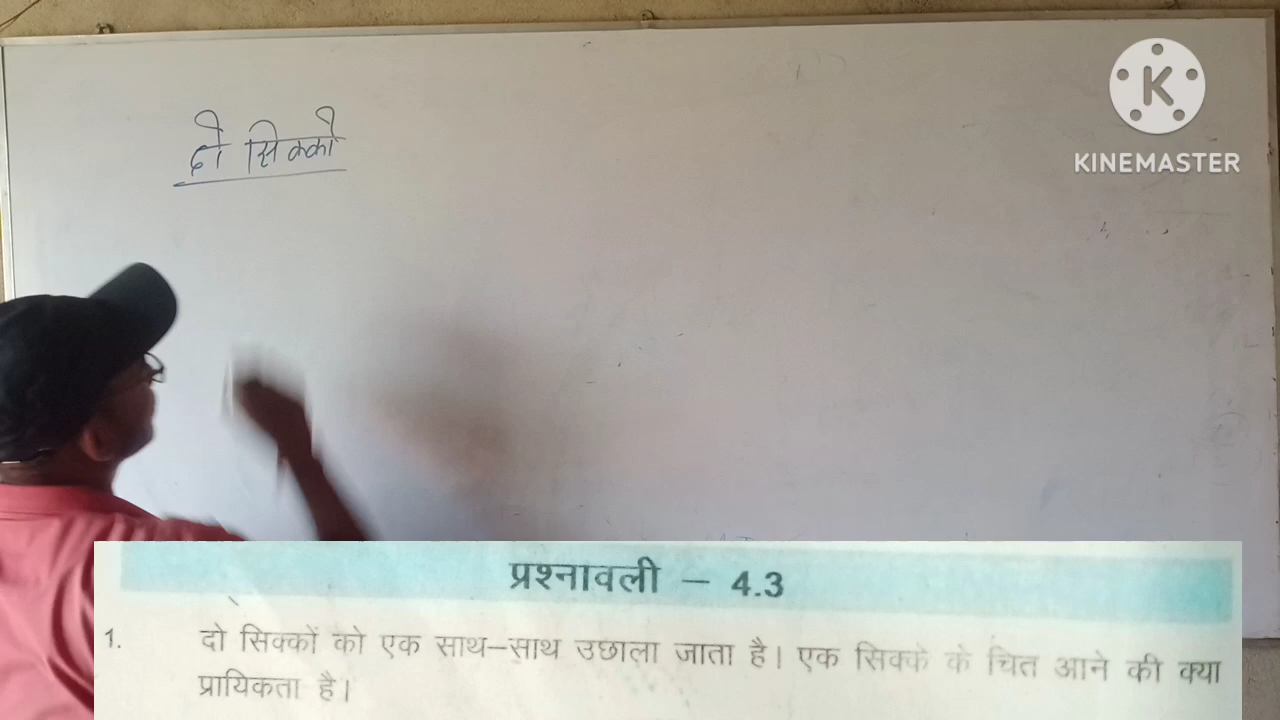 दो सिक्को
KINEMASTER
प्रश्नावली – 4.3
1. दो सिक्कों को एक साथ–साथ उछाला जाता है। एक सिक्के के चित आने की क्या
प्रायिकता है।